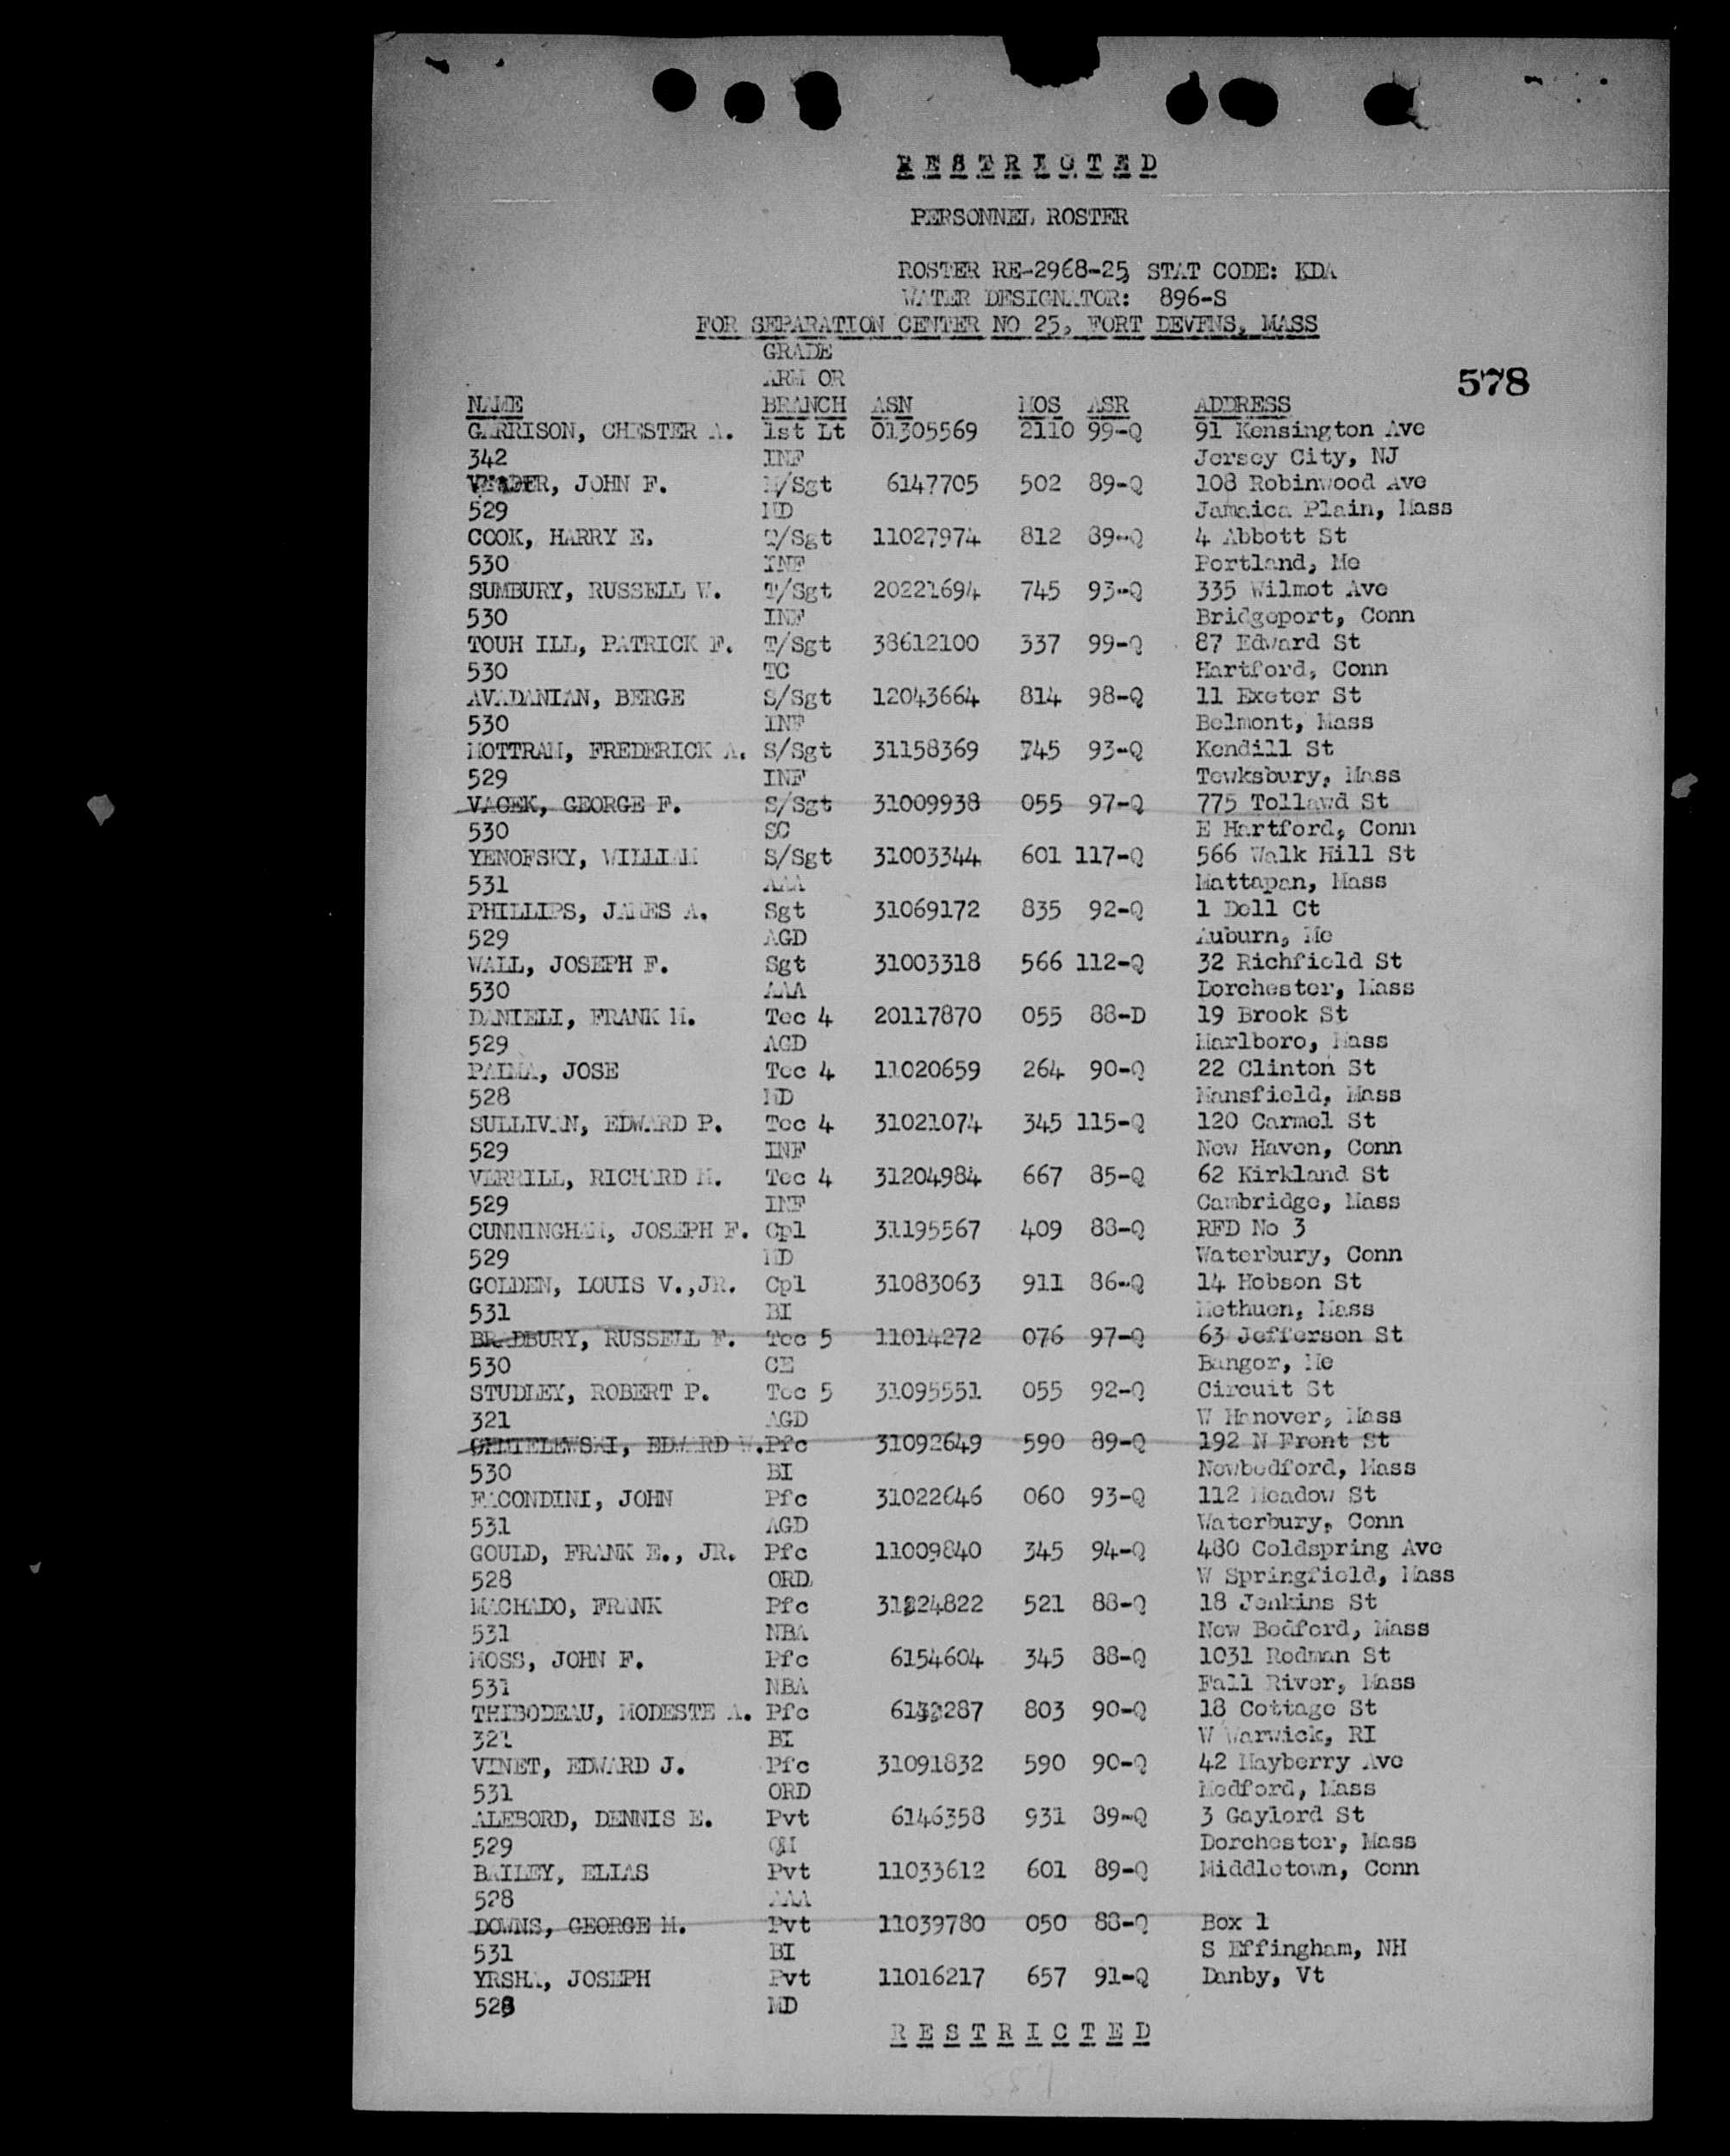 RESTRICTED
PERSONNEL ROSTER
ROSTER RE-2968-25, STAT CODE: KDA
WATER DESIGNATOR: 896-S
FOR SEPARATION CENTER NO 25, FORT DEVENS, MASS
GRADE
ARM OR
578
NAME BRANCH ASN MOS ASR ADDRESS
GARRISON, CHESTER A. 1st Lt 01305569 2110 99-Q 91 Kensington Ave
342 INF Jersey City, NJ
JOHN F. M/Sgt 6147705 502 89-Q 108 Robinwood Ave
529 MD Jamaica Plain, Mass
COOK, HARRY E. T/Sgt 11027974 812 89-Q 4 Abbott St
530 INF Portland, Me
SUMBURY, RUSSELL W. T/Sgt 20221694 745 93-Q 335 Wilmot Ave
530 INF Bridgeport, Conn
TOUH ILL, PATRICK F. T/Sgt 38612100 337 99-Q 87 Edward St
530 TC Hartford, Conn
AVADANIAN, BERGE S/Sgt 12043664 814 98-Q 11 Exeter St
530 INF Belmont, Mass
MOTTRAM, FREDERICK A. S/Sgt 31158369 745 93-Q Kendill St
529 INF Tewksbury, Mass
VACEK, GEORGE F. S/Sgt 31009938 055 97-Q 775 Tollawd St
530 SC E Hartford, Conn
YENOFSKY, WILLIAM S/Sgt 31003344 601 117-Q 566 Walk Hill St
531 AAA Mattapan, Mass
PHILLIPS, JAMES A. Sgt 31069172 835 92-Q 1 Doll Ct
529 AGD Auburn, Me
WALL, JOSEPH F. Sgt 31003318 566 112-Q 32 Richfield St
530 AAA Dorchester, Mass
DANIELI, FRANK M. Tec 4 20117870 055 88-D 19 Brook St
529 AGD Marlboro, Mass
PALMA, JOSE Tec 4 11020659 264 90-Q 22 Clinton St
528 MD Mansfield, Mass
SULLIVAN, EDWARD P. Tec 4 31021074 345 115-Q 120 Carmel St
529 INF New Haven, Conn
VERRILL, RICHARD M. Tec 4 31204984 667 85-Q 62 Kirkland St
529 INF Cambridge, Mass
CUNNINGHAM, JOSEPH F. Cpl 31195567 409 88-Q RFD No 3
529 MD Waterbury, Conn
GOLDEN, LOUIS V.,JR. Cpl 31083063 911 86-Q 14 Hobson St
531 BI Methuen, Mass
BRADBURY, RUSSELL F. Tec 5 11014272 076 97-Q 63 Jefferson St
530 CE Bangor, Me
STUDLEY, ROBERT P. Tec 5 31095551 055 92-Q Circuit St
321 AGD W Hanover, Mass
CHMIELEWSKI, EDWARD W. Pfc 31092649 590 89-Q 192 N Front St
530 BI Newbedford, Mass
FACONDINI, JOHN Pfc 31022646 060 93-Q 112 Meadow St
531 AGD Waterbury, Conn
GOULD, FRANK E., JR. Pfc 11009840 345 94-Q 480 Coldspring Ave
528 ORD W Springfield, Mass
MACHADO, FRANK Pfc 521 88-Q 18 Jenkins St
531 NBA New Bedford, Mass
MOSS, JOHN F. Pfc 6154604 345 88-Q 1031 Rodman St
531 NBA Fall River, Mass
THIBODEAU, MODESTE A. Pfc 803 90-Q 18 Cottage St
321 BI W Warwick, RI
VINET, EDWARD J. Pfc 31091832 590 90-Q 42 Mayberry Ave
531 ORD Medford, Mass
ALEBORD, DENNIS E. Pvt 6146358 931 89-Q 3 Gaylord St
529 QM Dorchester, Mass
BAILEY, ELIAS Pvt 11033612 601 89-Q Middletown, Conn
528 AAA
DOWNS, GEORGE M. Pvt 11039780 050 88-Q Box 1
531 BI S Effingham, NH
YRSHA, JOSEPH Pvt 11016217 657 91-Q Danby, Vt
528 MD
RESTRICTED